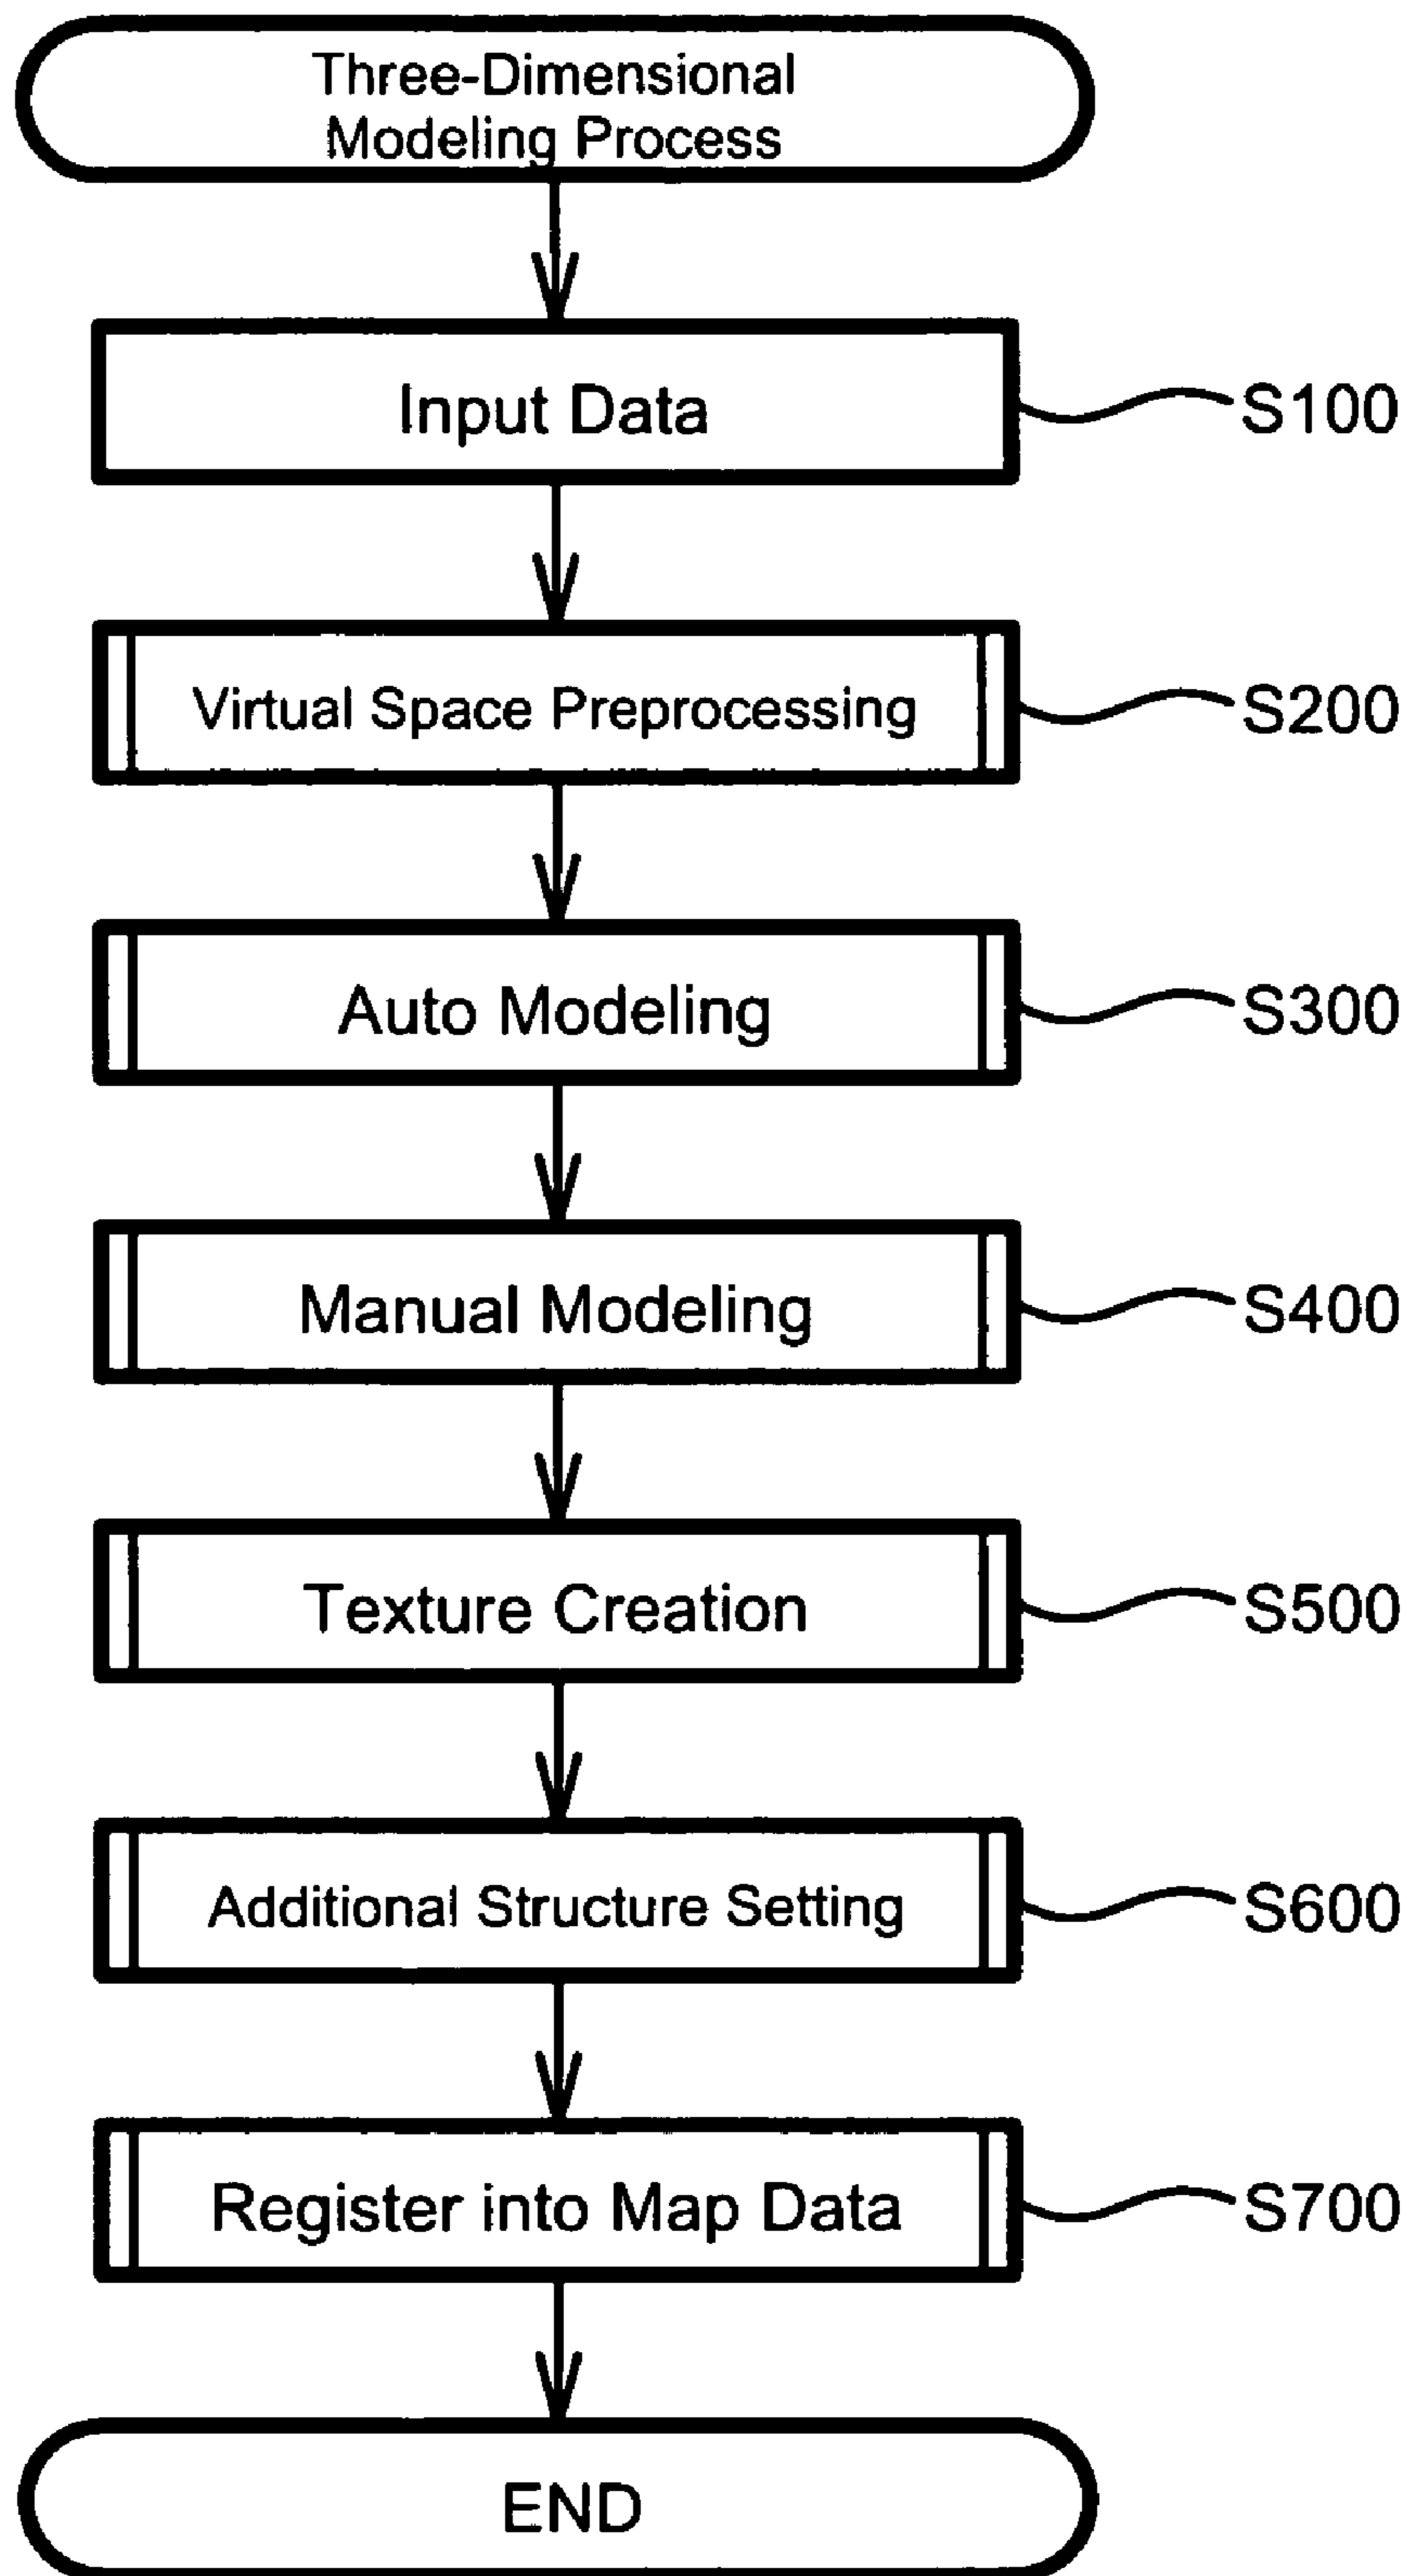 Three-Dimensional
Modeling Process
Input Data
S100
Virtual Space Preprocessing
S200
Auto Modeling
S300
Manual Modeling
S400
Texture Creation
S500
Additional Structure Setting
S600
Register into Map Data
S700
END